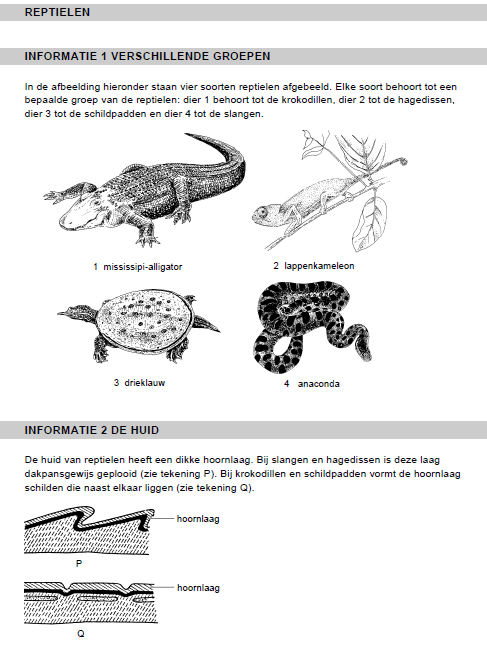 REPTIELEN
INFORMATIE 1 VERSCHILLENDE GROEPEN
In de afbeelding hieronder staan vier soorten reptielen afgebeeld. Elke soort behoort tot een
bepaalde groep van de reptielen: dier 1 behoort tot de krokodillen, dier 2 tot de hagedissen,
dier 3 tot de schildpadden en dier 4 tot de slangen.
1 mississipi-alligator
2 lappenkameleon
3 drieklauw
4 anaconda
INFORMATIE 2 DE HUID
De huid van reptielen heeft een dikke hoornlaag. Bij slangen en hagedissen is deze laag
dakpansgewijs geplooid (zie tekening P). Bij krokodillen en schildpadden vormt de hoornlaag
schilden die naast elkaar liggen (zie tekening Q).
hoornlaag
P
hoornlaag
Q